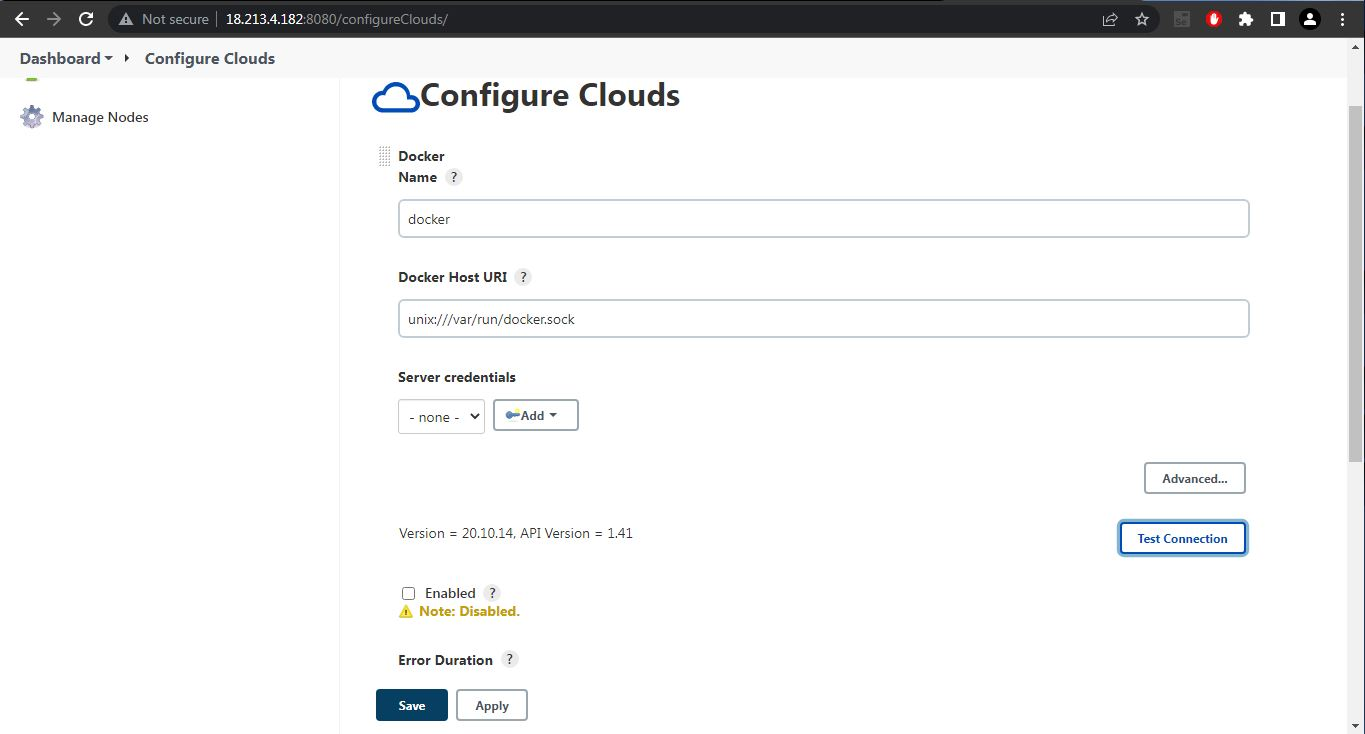 Not secure 18.213.4.182:8080/configureClouds/
Dashboard Configure Clouds
Manage Nodes
Configure Clouds
Docker
Name ?
docker
Docker Host URI ?
unix:///var/run/docker.sock
Server credentials
- none - Add
Advanced...
Version = 20.10.14, API Version = 1.41 Test Connection
Enabled ?
Note: Disabled.
Error Duration ?
Save Apply